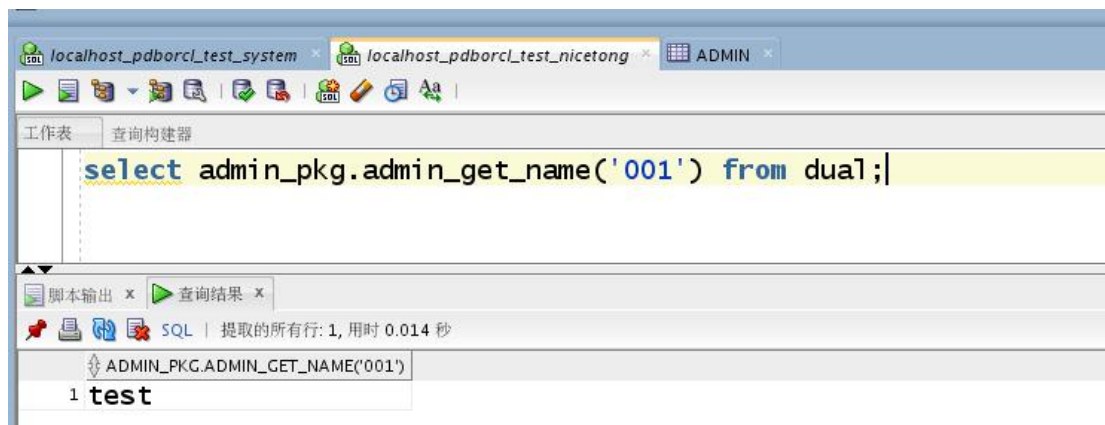 localhost_pdborcl_test_system × localhost_pdborcl_test_nicetong × ADMIN ×
工作表 查询构建器
select admin_pkg.admin_get_name('001') from dual;
脚本输出 × 查询结果 ×
SQL | 提取的所有行: 1, 用时 0.014 秒
ADMIN_PKG.ADMIN_GET_NAME('001')
1 test